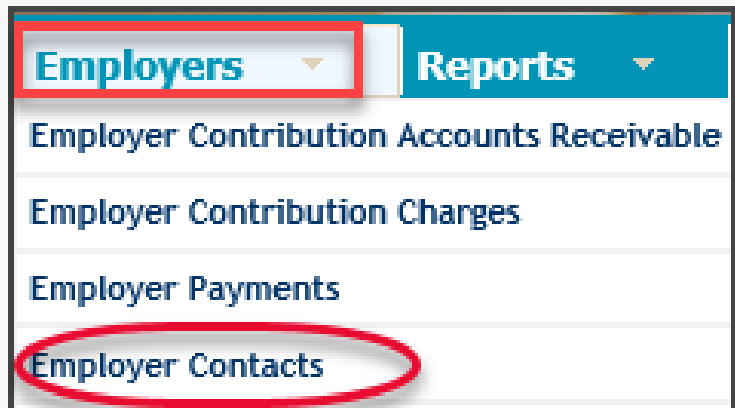 Employers Reports
Employer Contribution Accounts Receivable
Employer Contribution Charges
Employer Payments
Employer Contacts